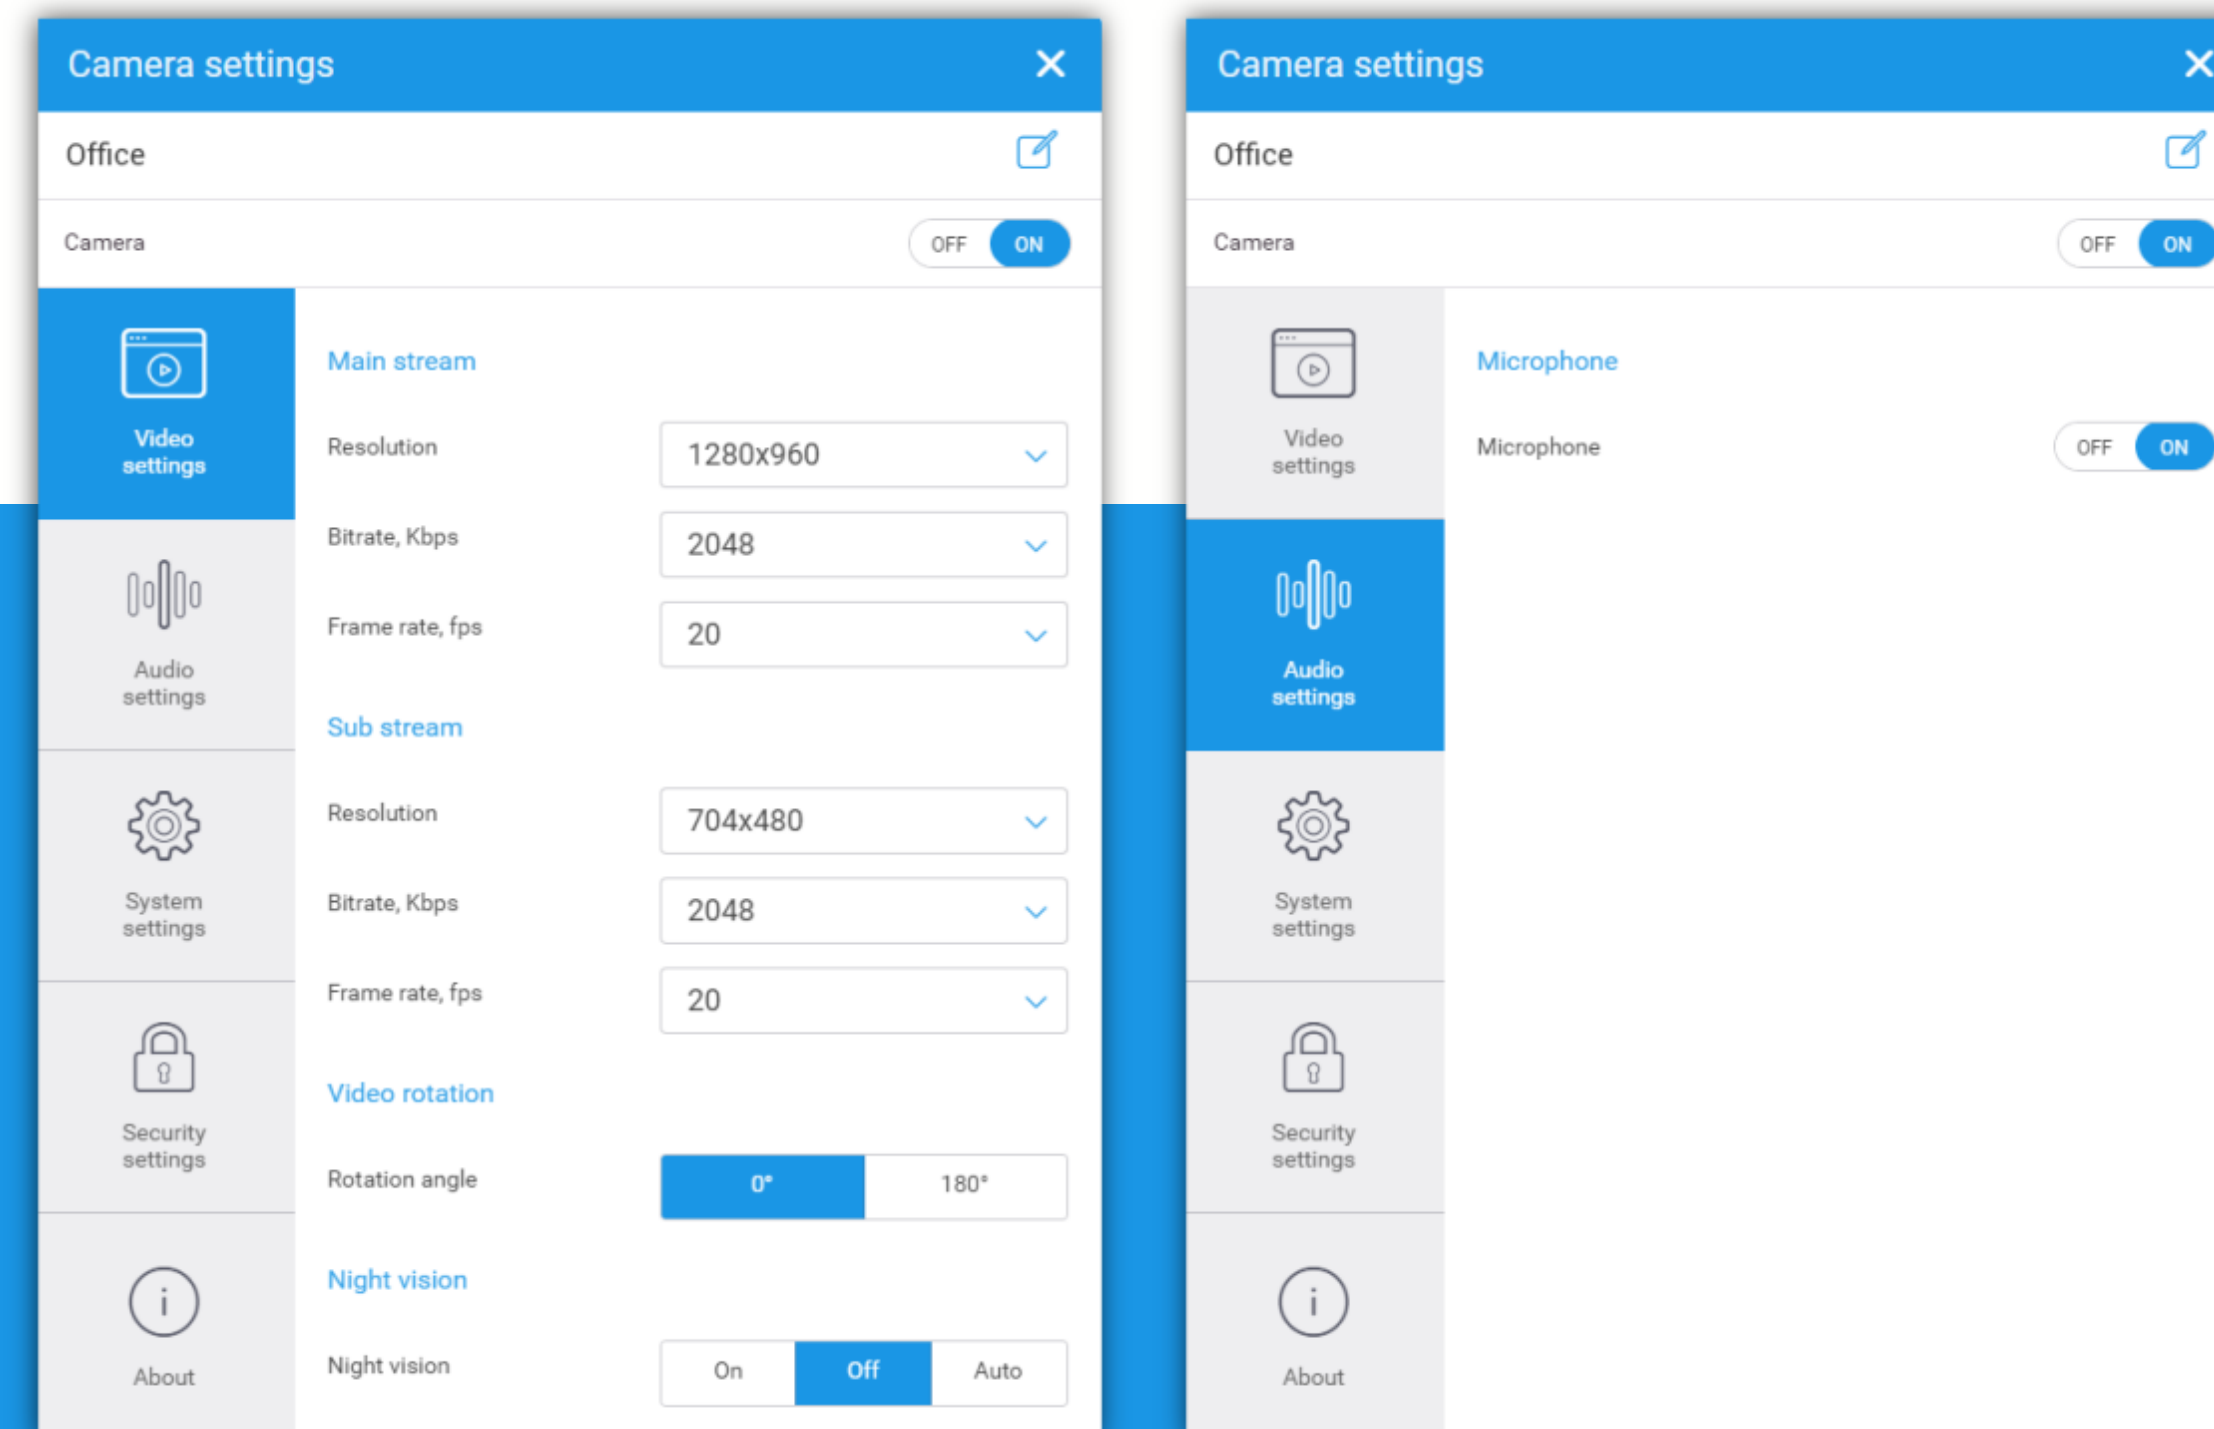 Camera settings
Office
Camera
OFF ON
Video
settings
Audio
settings
System
settings
Security
settings
About
Main stream
Resolution
1280x960
Bitrate, Kbps
2048
Frame rate, fps
20
Sub stream
Resolution
704x480
Bitrate, Kbps
2048
Frame rate, fps
20
Video rotation
Rotation angle
0° 180°
Night vision
Night vision
On Off Auto
Camera settings
Office
Camera
OFF ON
Video
settings
Audio
settings
System
settings
Security
settings
About
Microphone
Microphone
OFF ON